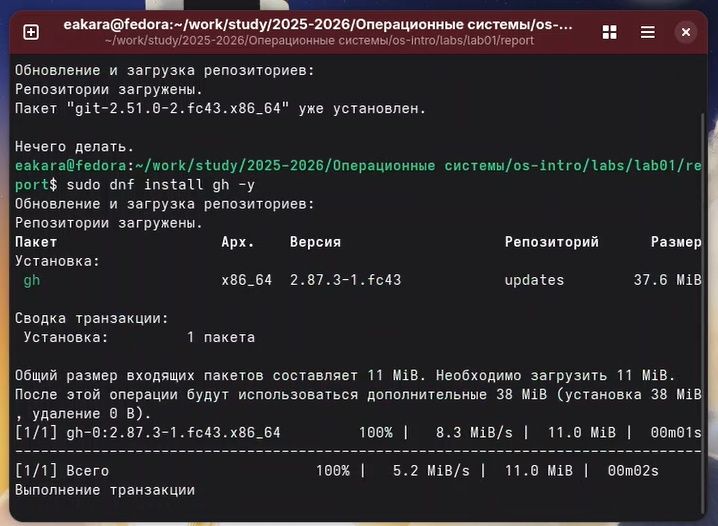 eakara@fedora:~/work/study/2025-2026/Операционные системы/os-...
~/work/study/2025-2026/Операционные системы/os-intro/labs/lab01/report
Обновление и загрузка репозиториев:
Репозитории загружены.
Пакет "git-2.51.0-2.fc43.x86_64" уже установлен.
Нечего делать.
eakara@fedora:~/work/study/2025-2026/Операционные системы/os-intro/labs/lab01/re
port$ sudo dnf install gh -y
Обновление и загрузка репозиториев:
Репозитории загружены.
Пакет Арх. Версия Репозиторий Размер
Установка:
gh x86_64 2.87.3-1.fc43 updates 37.6 MiB
Сводка транзакции:
Установка: 1 пакета
Общий размер входящих пакетов составляет 11 MiB. Необходимо загрузить 11 MiB.
После этой операции будут использоваться дополнительные 38 MiB (установка 38 MiB
, удаление 0 B).
[1/1] gh-0:2.87.3-1.fc43.x86_64 100% | 8.3 MiB/s | 11.0 MiB | 00m01s
--------------------------------------------------------------------------------
[1/1] Всего 100% | 5.2 MiB/s | 11.0 MiB | 00m02s
Выполнение транзакции